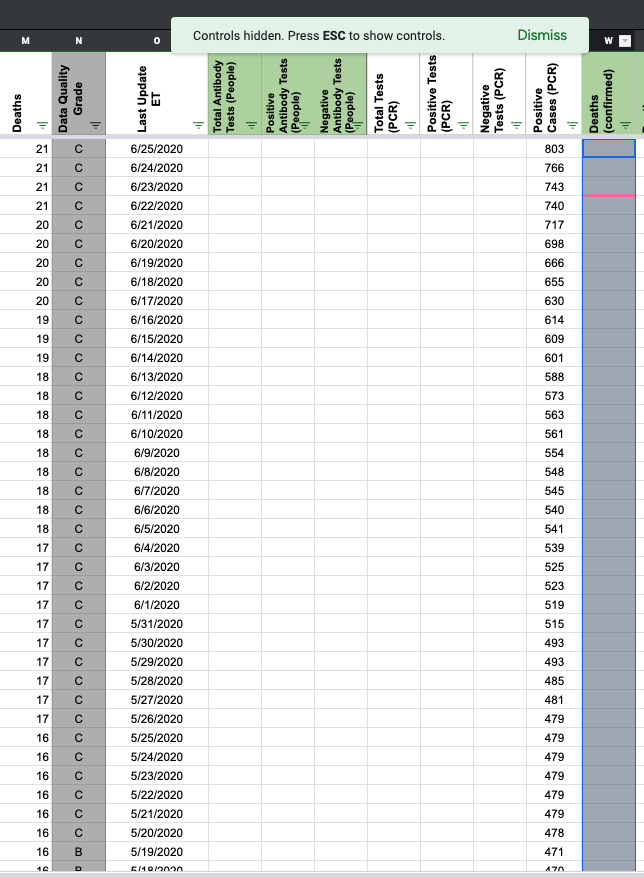 Controls hidden. Press ESC to show controls. Dismiss
M N O W
Deaths
Data Quality Grade
Last Update ET
Total Antibody Tests (People)
Positive Antibody Tests (People)
Negative Antibody Tests (People)
Total Tests (PCR)
Positive Tests (PCR)
Negative Tests (PCR)
Positive Cases (PCR)
Deaths (confirmed)
21 C 6/25/2020 803
21 C 6/24/2020 766
21 C 6/23/2020 743
21 C 6/22/2020 740
20 C 6/21/2020 717
20 C 6/20/2020 698
20 C 6/19/2020 666
20 C 6/18/2020 655
20 C 6/17/2020 630
19 C 6/16/2020 614
19 C 6/15/2020 609
19 C 6/14/2020 601
18 C 6/13/2020 588
18 C 6/12/2020 573
18 C 6/11/2020 563
18 C 6/10/2020 561
18 C 6/9/2020 554
18 C 6/8/2020 548
18 C 6/7/2020 545
18 C 6/6/2020 540
18 C 6/5/2020 541
17 C 6/4/2020 539
17 C 6/3/2020 525
17 C 6/2/2020 523
17 C 6/1/2020 519
17 C 5/31/2020 515
17 C 5/30/2020 493
17 C 5/29/2020 493
17 C 5/28/2020 485
17 C 5/27/2020 481
17 C 5/26/2020 479
16 C 5/25/2020 479
16 C 5/24/2020 479
16 C 5/23/2020 479
16 C 5/22/2020 479
16 C 5/21/2020 479
16 C 5/20/2020 478
16 B 5/19/2020 471
16 B 5/18/2020 470